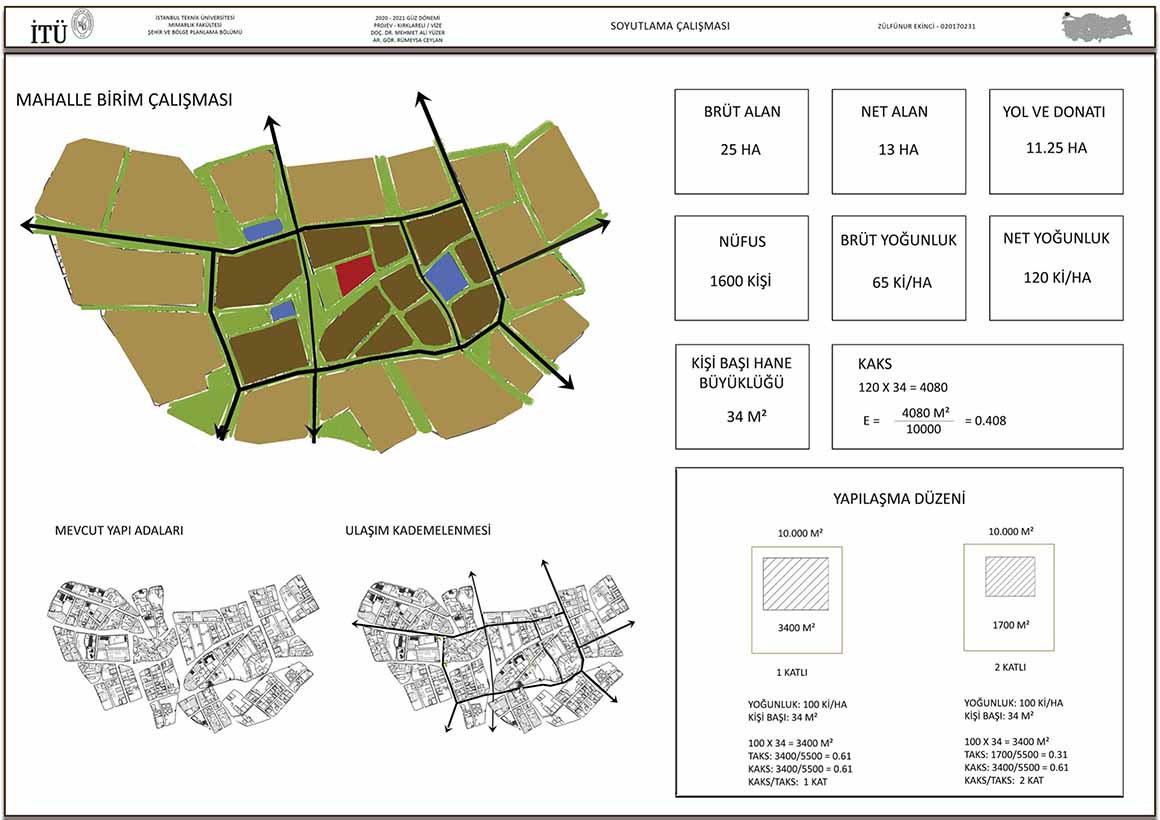 İTÜ
İSTANBUL TEKNİK ÜNİVERSİTESİ
MİMARLIK FAKÜLTESİ
ŞEHİR VE BÖLGE PLANLAMA BÖLÜMÜ
2020 - 2021 GÜZ DÖNEMİ
PROJEV - KIRKLARELİ / VİZE
DOÇ. DR. MEHMET ALİ YÜZER
AR. GÖR. RÜMEYSA CEYLAN
SOYUTLAMA ÇALIŞMASI
ZÜLFÜNUR EKİNCİ - 020170231
MAHALLE BİRİM ÇALIŞMASI
BRÜT ALAN
25 HA
NET ALAN
13 HA
YOL VE DONATI
11.25 HA
NÜFUS
1600 KİŞİ
BRÜT YOĞUNLUK
65 Kİ/HA
NET YOĞUNLUK
120 Kİ/HA
KİŞİ BAŞI HANE
BÜYÜKLÜĞÜ
34 M²
KAKS
120 X 34 = 4080
E = 4080 M² / 10000 = 0.408
MEVCUT YAPI ADALARI
ULAŞIM KADEMELENMESİ
YAPILAŞMA DÜZENİ
10.000 M²
3400 M²
1 KATLI
YOĞUNLUK: 100 Kİ/HA
KİŞİ BAŞI: 34 M²
100 X 34 = 3400 M²
TAKS: 3400/5500 = 0.61
KAKS: 3400/5500 = 0.61
KAKS/TAKS: 1 KAT
10.000 M²
1700 M²
2 KATLI
YOĞUNLUK: 100 Kİ/HA
KİŞİ BAŞI: 34 M²
100 X 34 = 3400 M²
TAKS: 1700/5500 = 0.31
KAKS: 3400/5500 = 0.61
KAKS/TAKS: 2 KAT